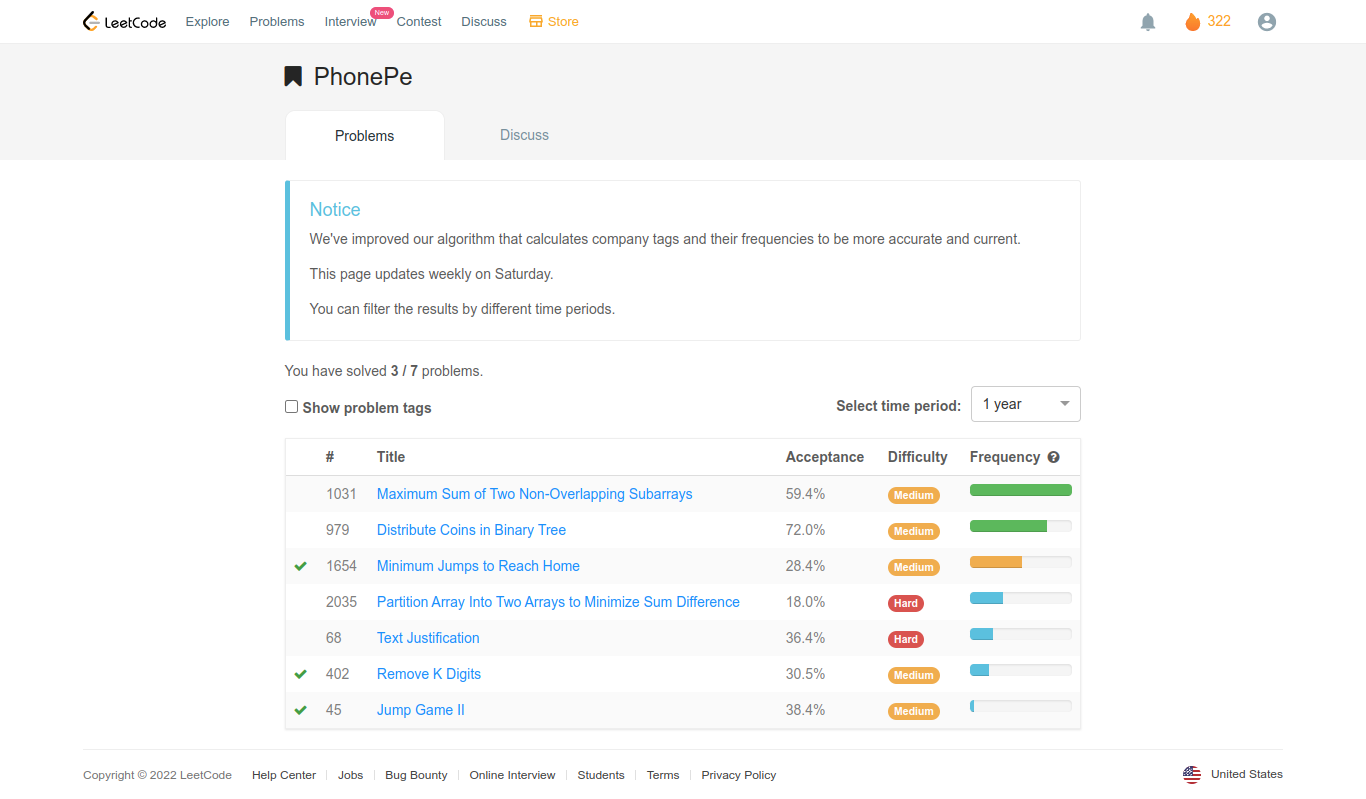 LeetCode Explore Problems Interview New Contest Discuss Store 322
PhonePe
Problems Discuss
Notice
We've improved our algorithm that calculates company tags and their frequencies to be more accurate and current.
This page updates weekly on Saturday.
You can filter the results by different time periods.
You have solved 3 / 7 problems.
Show problem tags Select time period: 1 year
# Title Acceptance Difficulty Frequency ?
1031 Maximum Sum of Two Non-Overlapping Subarrays 59.4% Medium
979 Distribute Coins in Binary Tree 72.0% Medium
1654 Minimum Jumps to Reach Home 28.4% Medium
2035 Partition Array Into Two Arrays to Minimize Sum Difference 18.0% Hard
68 Text Justification 36.4% Hard
402 Remove K Digits 30.5% Medium
45 Jump Game II 38.4% Medium
Copyright © 2022 LeetCode Help Center Jobs Bug Bounty Online Interview Students Terms Privacy Policy United States